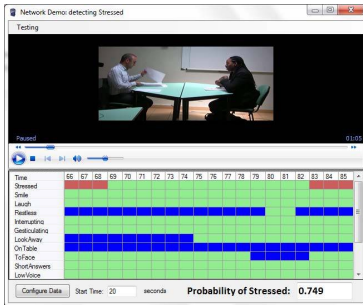 Network Demo: detecting Stressed
Testing
Paused 01:05
Time 66 67 68 69 70 71 72 73 74 75 76 77 78 79 80 81 82 83 84 85
Stressed
Smile
Laugh
Restless
Interrupting
Gesticulating
LookAway
OnTable
ToFace
ShortAnswers
LowVoice
Configure Data Start Time: 20 seconds Probability of Stressed: 0.749